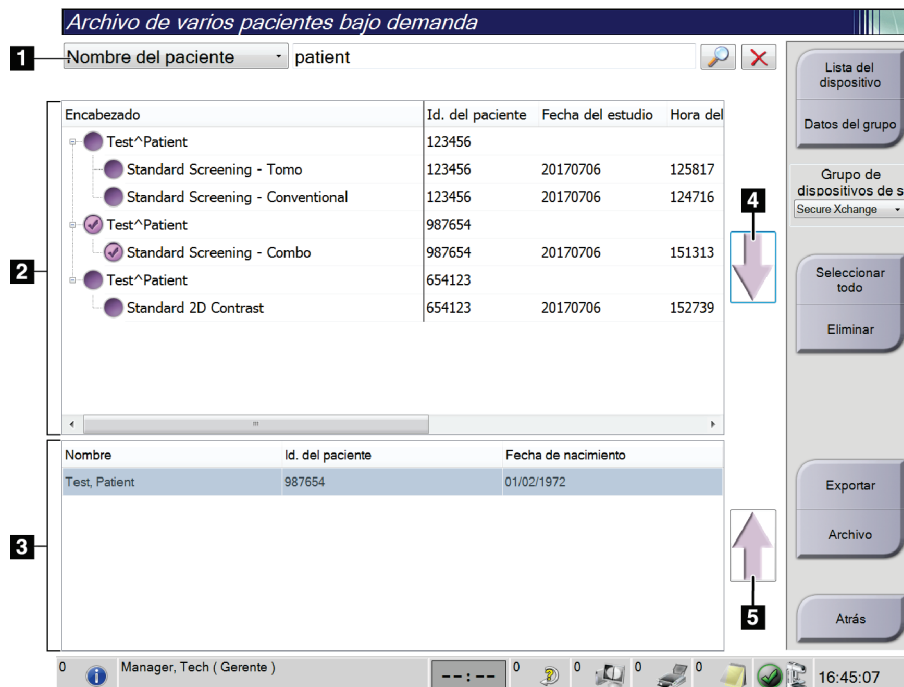 Archivo de varios pacientes bajo demanda
1
Nombre del paciente
patient
Lista del
dispositivo
Datos del grupo
Grupo de
dispositivos de s
Secure Xchange
Seleccionar
todo
Eliminar
Exportar
Archivo
Atrás
2
Encabezado Id. del paciente Fecha del estudio Hora del
Test^Patient 123456
Standard Screening - Tomo 123456 20170706 125817
Standard Screening - Conventional 123456 20170706 124716
Test^Patient 987654
Standard Screening - Combo 987654 20170706 151313
Test^Patient 654123
Standard 2D Contrast 654123 20170706 152739
4
3
Nombre Id. del paciente Fecha de nacimiento
Test, Patient 987654 01/02/1972
5
0 Manager, Tech ( Gerente ) --:-- 0 0 0 0 16:45:07